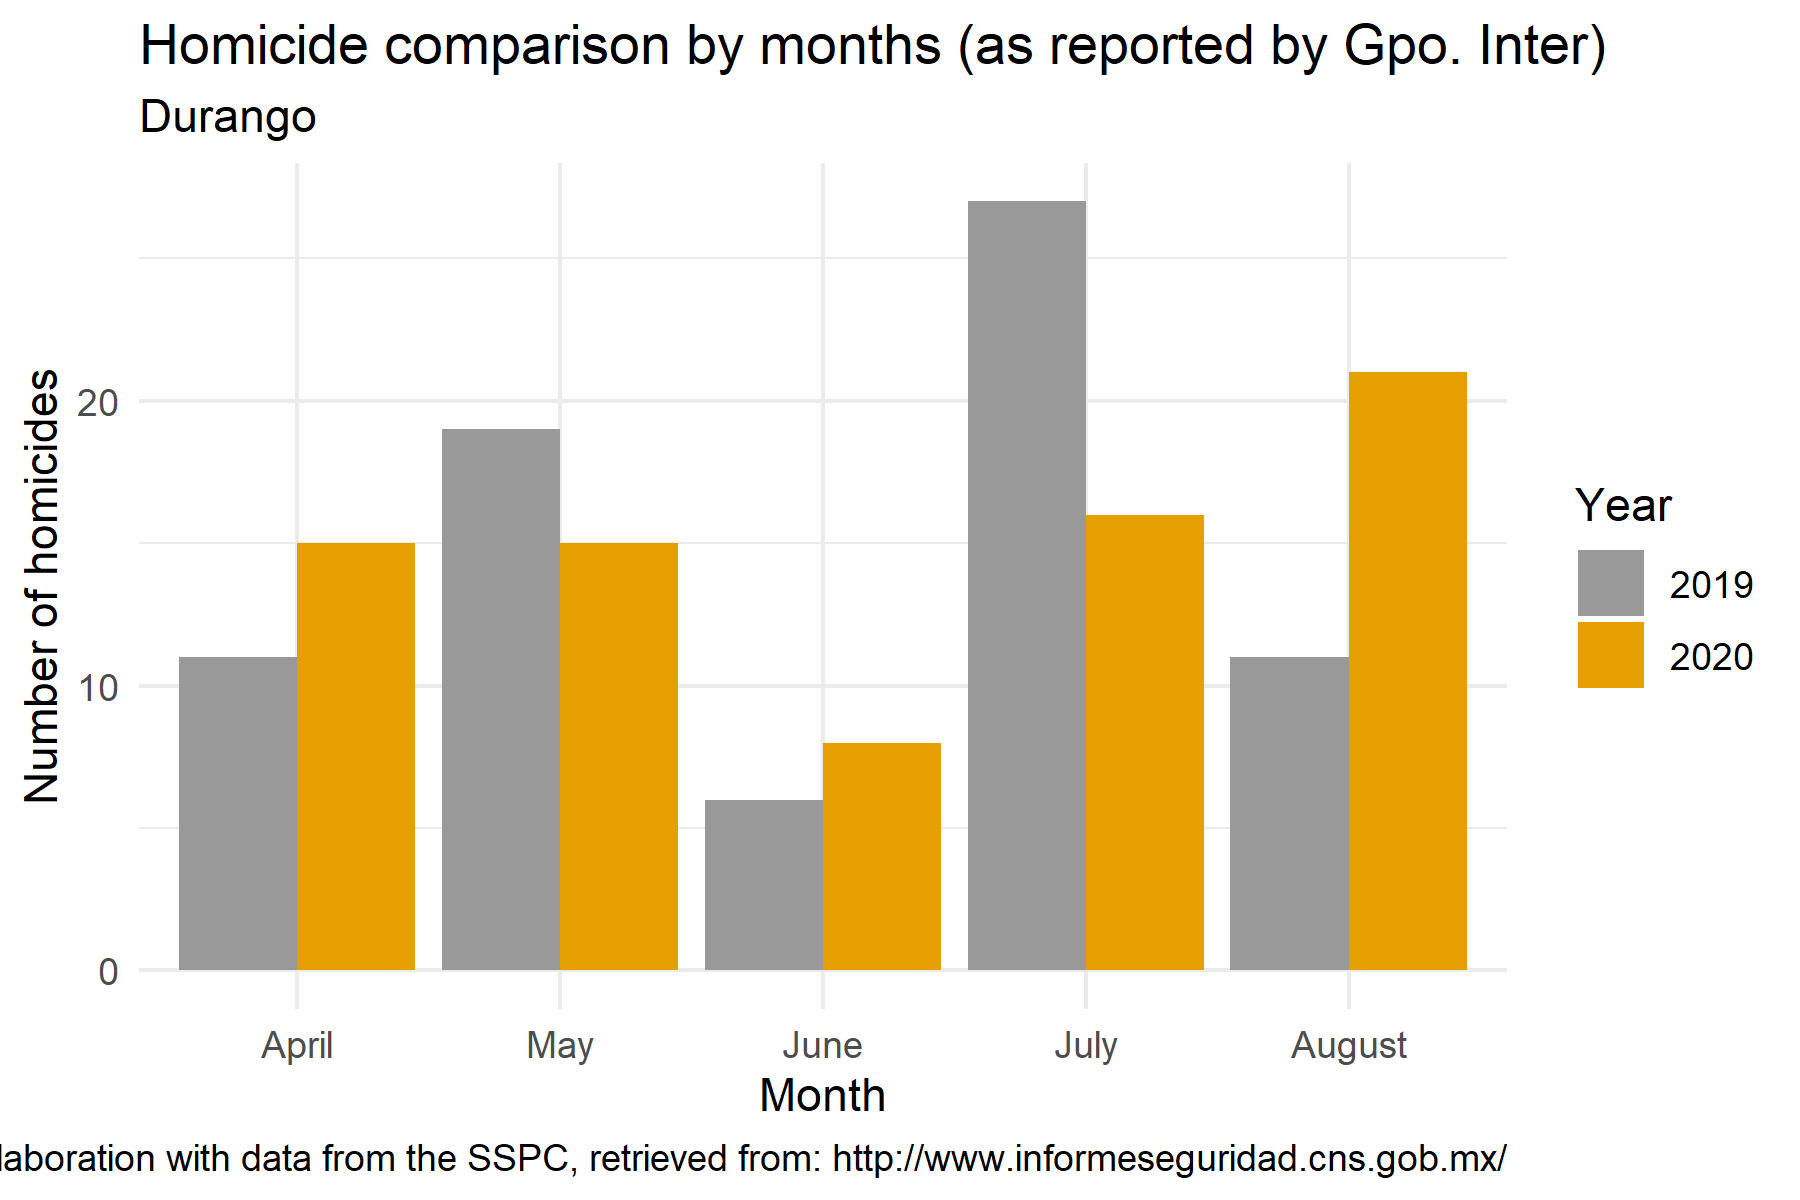 Homicide comparison by months (as reported by Gpo. Inter)
Durango
Number of homicides
20
10
0
April May June July August
Month
Year
2019
2020
laboration with data from the SSPC, retrieved from: http://www.informeseguridad.cns.gob.mx/